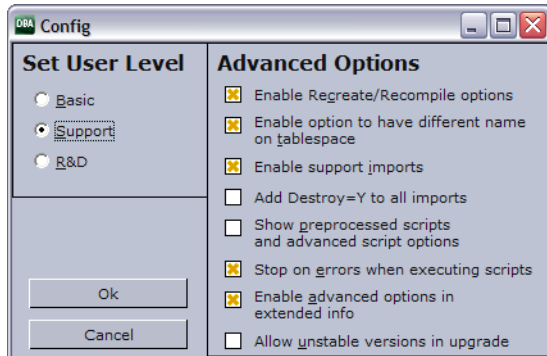 DBA Config
Set User Level
Basic
Support
R&D
Ok
Cancel
Advanced Options
Enable Recreate/Recompile options
Enable option to have different name
on tablespace
Enable support imports
Add Destroy=Y to all imports
Show preprocessed scripts
and advanced script options
Stop on errors when executing scripts
Enable advanced options in
extended info
Allow unstable versions in upgrade